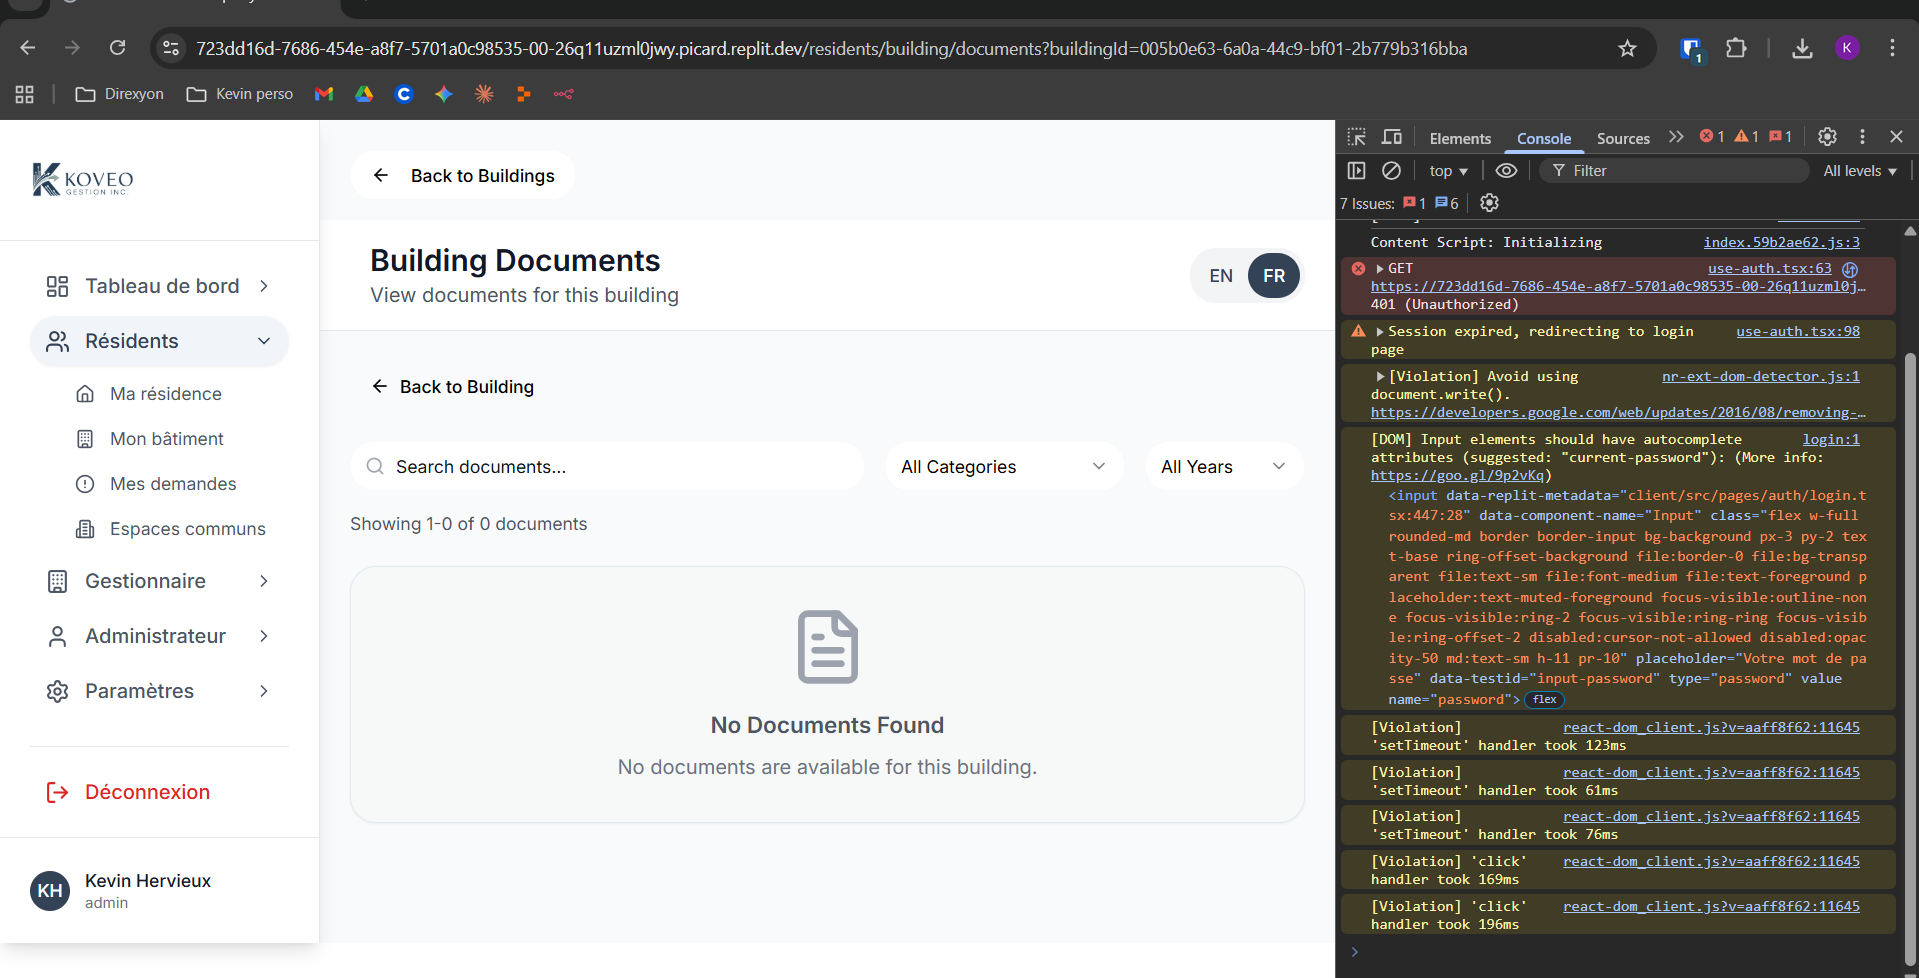 723dd16d-7686-454e-a8f7-5701a0c98535-00-26q11uzml0jwy.picard.replit.dev/residents/building/documents?buildingId=005b0e63-6a0a-44c9-bf01-2b779b316bba
1
K
Direxyon
Kevin perso
KOVEO
GESTION INC.
Tableau de bord
Résidents
Ma résidence
Mon bâtiment
Mes demandes
Espaces communs
Gestionnaire
Administrateur
Paramètres
Déconnexion
KH
Kevin Hervieux
admin
Back to Buildings
Building Documents
View documents for this building
EN
FR
Back to Building
Search documents...
All Categories
All Years
Showing 1-0 of 0 documents
No Documents Found
No documents are available for this building.
Elements
Console
Sources
1
1
1
top
Filter
All levels
7 Issues:
1
6
Content Script: Initializing index.59b2ae62.js:3
GET use-auth.tsx:63
https://723dd16d-7686-454e-a8f7-5701a0c98535-00-26q11uzml0j…
401 (Unauthorized)
Session expired, redirecting to login use-auth.tsx:98
page
[Violation] Avoid using nr-ext-dom-detector.js:1
document.write().
https://developers.google.com/web/updates/2016/08/removing-…
[DOM] Input elements should have autocomplete login:1
attributes (suggested: "current-password"): (More info:
https://goo.gl/9p2vKq)
<input data-replit-metadata="client/src/pages/auth/login.t
sx:447:28" data-component-name="Input" class="flex w-full
rounded-md border border-input bg-background px-3 py-2 tex
t-base ring-offset-background file:border-0 file:bg-transp
arent file:text-sm file:font-medium file:text-foreground p
laceholder:text-muted-foreground focus-visible:outline-non
e focus-visible:ring-2 focus-visible:ring-ring focus-visib
le:ring-offset-2 disabled:cursor-not-allowed disabled:opac
ity-50 md:text-sm h-11 pr-10" placeholder="Votre mot de pa
sse" data-testid="input-password" type="password" value
name="password"> flex
[Violation] react-dom_client.js?v=aaff8f62:11645
'setTimeout' handler took 123ms
[Violation] react-dom_client.js?v=aaff8f62:11645
'setTimeout' handler took 61ms
[Violation] react-dom_client.js?v=aaff8f62:11645
'setTimeout' handler took 76ms
[Violation] 'click' react-dom_client.js?v=aaff8f62:11645
handler took 169ms
[Violation] 'click' react-dom_client.js?v=aaff8f62:11645
handler took 196ms